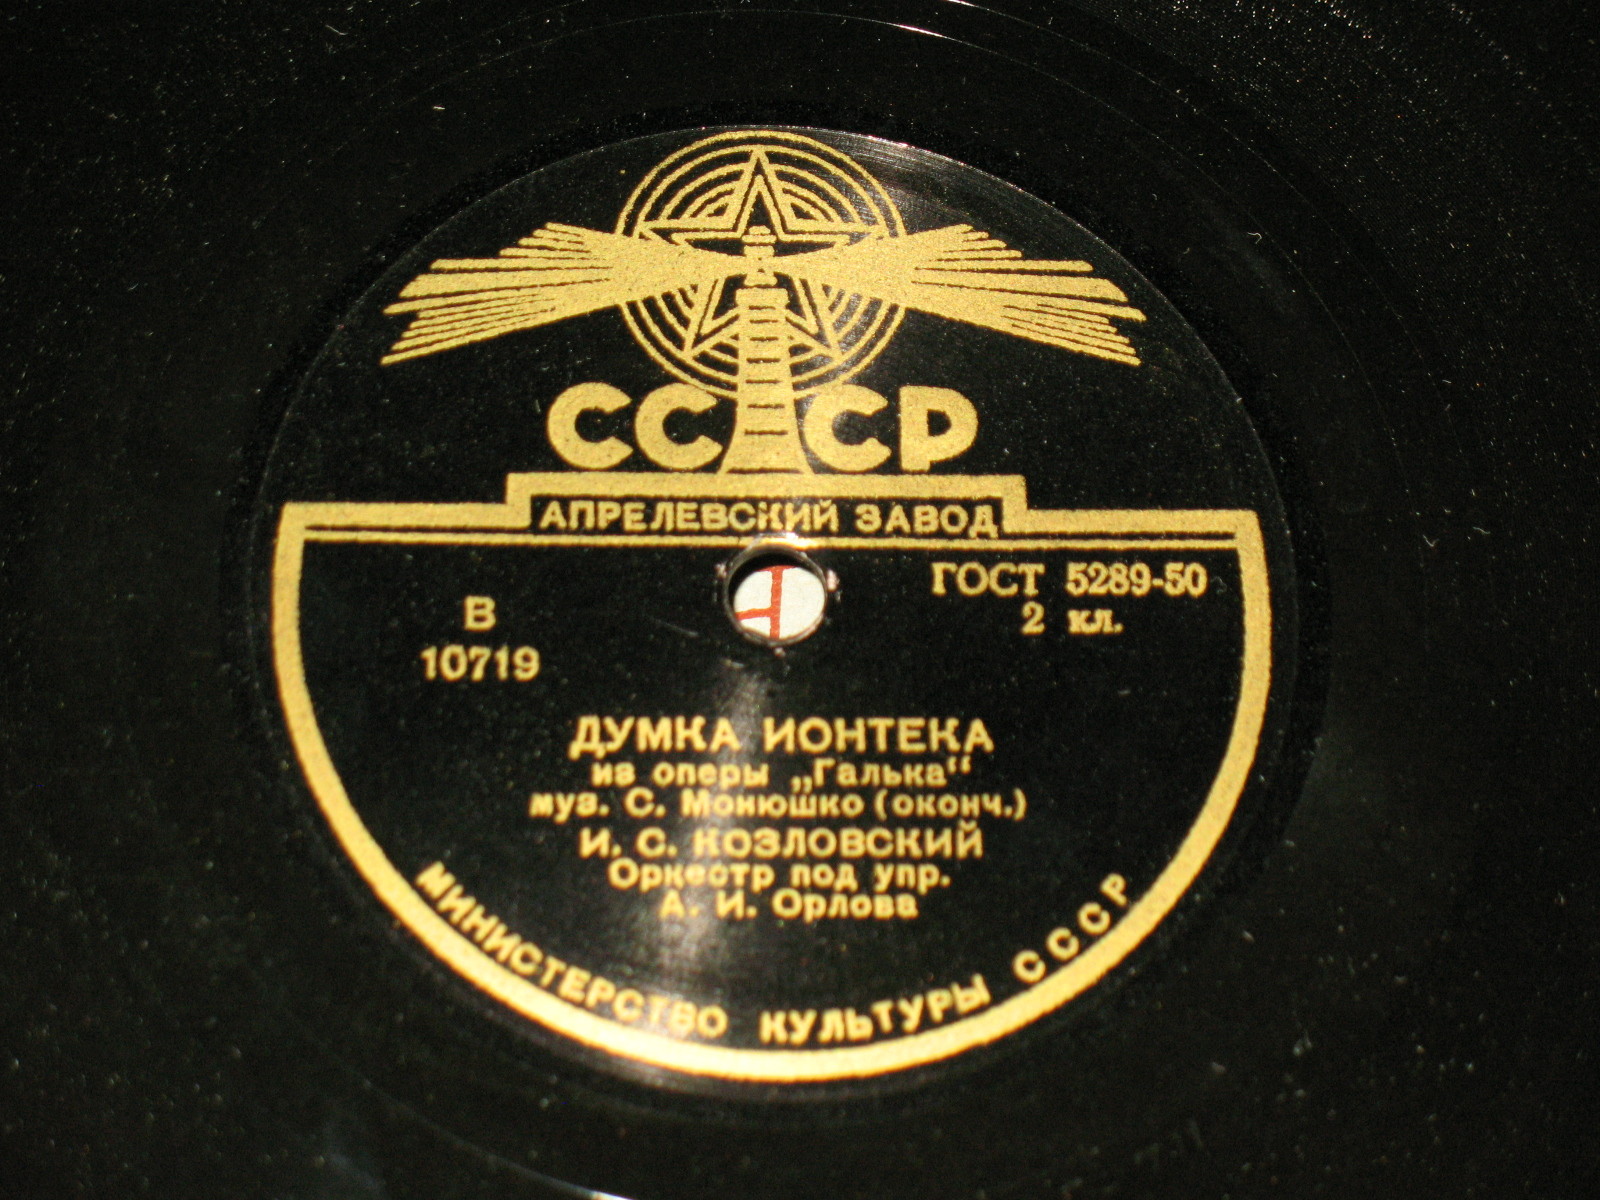 СССР
АПРЕЛЕВСКИЙ ЗАВОД
В
10719
ГОСТ 5289-50
2 кл.
ДУМКА ИОНТЕКА
из оперы „Галька“
муз. С. Монюшко (оконч.)
И. С. КОЗЛОВСКИЙ
Оркестр под упр.
А. И. Орлова
МИНИСТЕРСТВО КУЛЬТУРЫ СССР